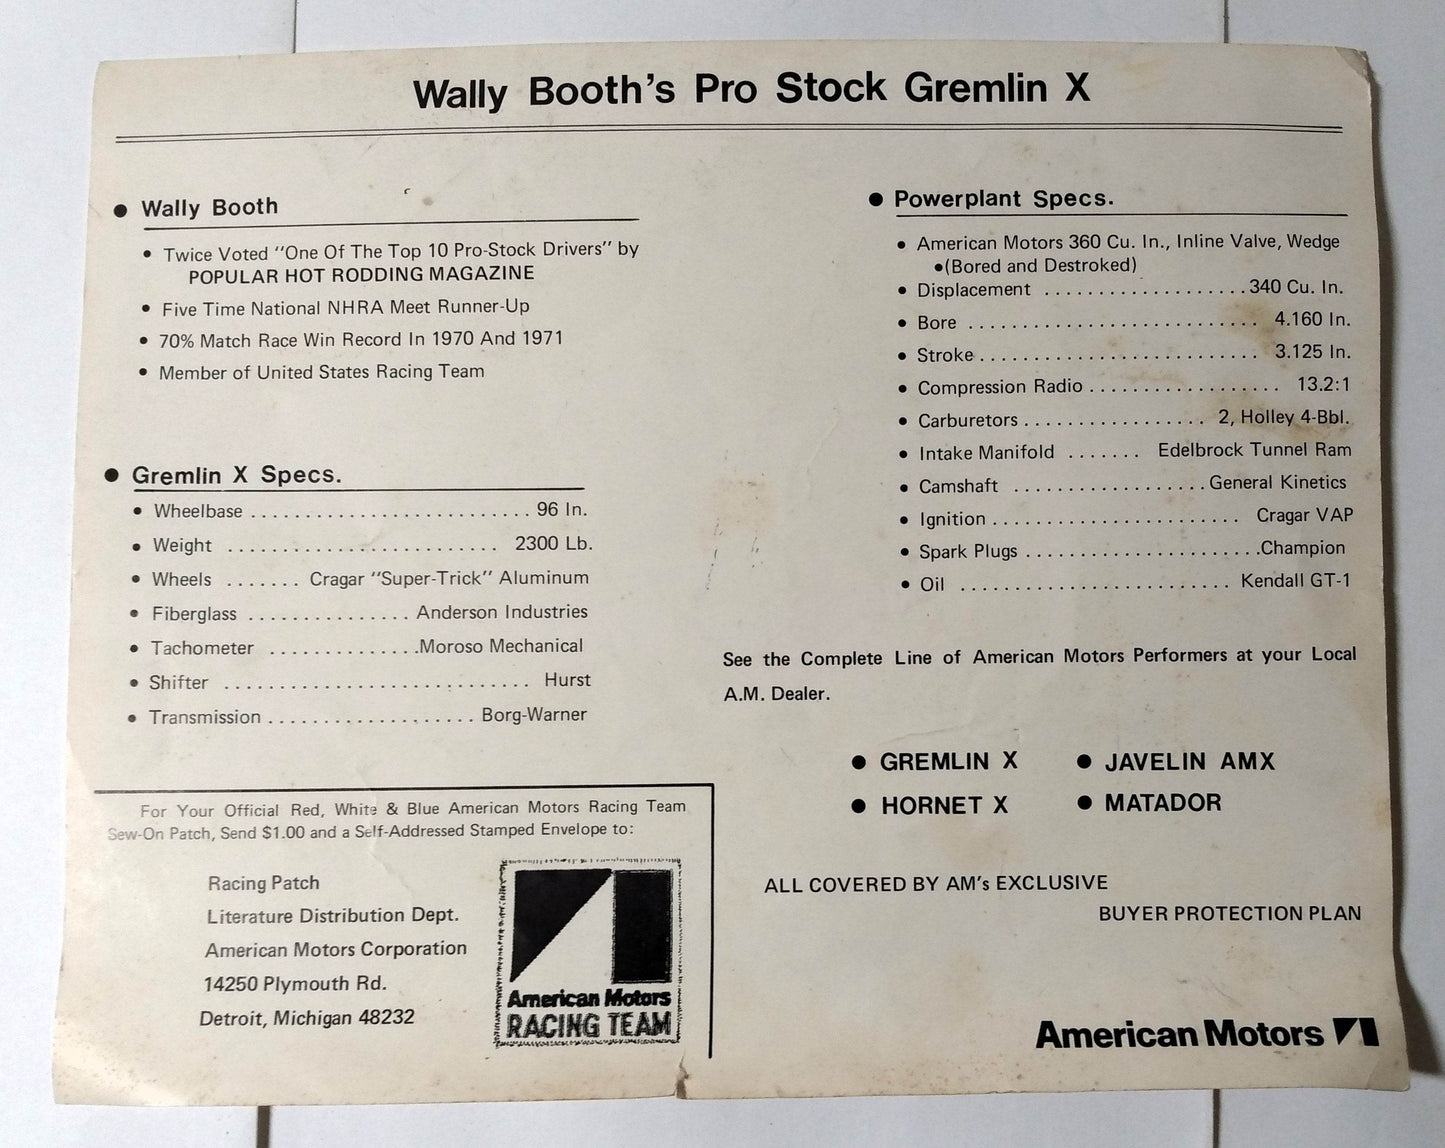 Wally Booth's Pro Stock Gremlin X
● Wally Booth
• Twice Voted "One Of The Top 10 Pro-Stock Drivers" by
POPULAR HOT RODDING MAGAZINE
• Five Time National NHRA Meet Runner-Up
• 70% Match Race Win Record In 1970 And 1971
• Member of United States Racing Team
● Gremlin X Specs.
• Wheelbase . . . . . . . . . . . . . . . . . . . . . . . . . . 96 In.
• Weight . . . . . . . . . . . . . . . . . . . . . . . . . 2300 Lb.
• Wheels . . . . . . . Cragar "Super-Trick" Aluminum
• Fiberglass . . . . . . . . . . . . . . . Anderson Industries
• Tachometer . . . . . . . . . . . . . .Moroso Mechanical
• Shifter . . . . . . . . . . . . . . . . . . . . . . . . . . . . Hurst
• Transmission . . . . . . . . . . . . . . . . . . . Borg-Warner
● Powerplant Specs.
• American Motors 360 Cu. In., Inline Valve, Wedge
•(Bored and Destroked)
• Displacement . . . . . . . . . . . . . . . . . . .340 Cu. In.
• Bore . . . . . . . . . . . . . . . . . . . . . . . . . . . 4.160 In.
• Stroke . . . . . . . . . . . . . . . . . . . . . . . . . . 3.125 In.
• Compression Radio . . . . . . . . . . . . . . . . . . 13.2:1
• Carburetors . . . . . . . . . . . . . . . . . 2, Holley 4-Bbl.
• Intake Manifold . . . . . . . Edelbrock Tunnel Ram
• Camshaft . . . . . . . . . . . . . . . . . . General Kinetics
• Ignition . . . . . . . . . . . . . . . . . . . . . . . Cragar VAP
• Spark Plugs . . . . . . . . . . . . . . . . . . . . . .Champion
• Oil . . . . . . . . . . . . . . . . . . . . . . . . . Kendall GT-1
See the Complete Line of American Motors Performers at your Local
A.M. Dealer.
● GREMLIN X ● JAVELIN AMX
● HORNET X ● MATADOR
ALL COVERED BY AM's EXCLUSIVE
BUYER PROTECTION PLAN
American Motors
For Your Official Red, White & Blue American Motors Racing Team
Sew-On Patch, Send $1.00 and a Self-Addressed Stamped Envelope to:
Racing Patch
Literature Distribution Dept.
American Motors Corporation
14250 Plymouth Rd.
Detroit, Michigan 48232
American Motors
RACING TEAM